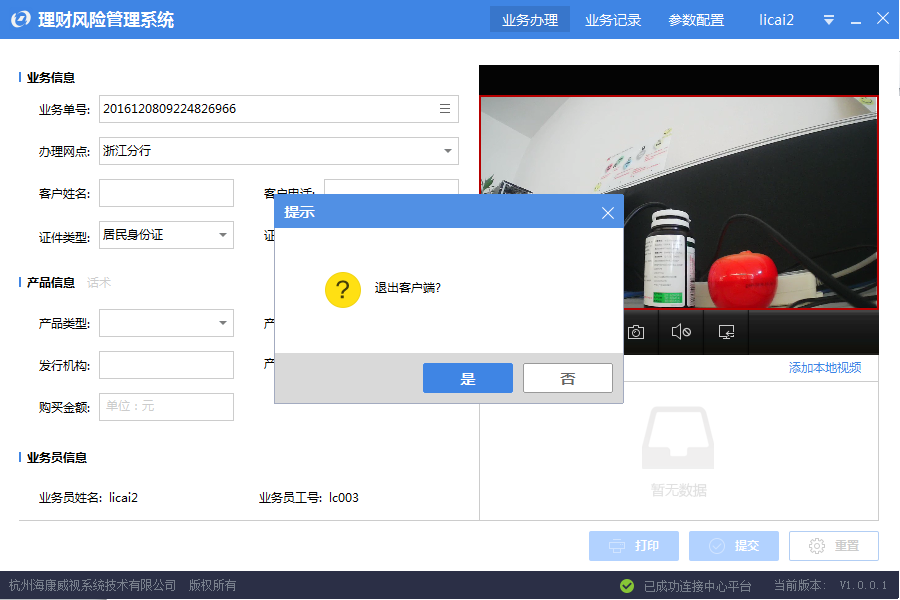 理财风险管理系统 业务办理 业务记录 参数配置 licai2
业务信息
业务单号: 2016120809224826966
办理网点: 浙江分行
客户姓名: 客户电话:
提示
证件类型: 居民身份证 证
产品信息 话术
退出客户端?
产品类型: 产
发行机构: 产
添加本地视频
是 否
购买金额: 单位：元
业务员信息
暂无数据
业务员姓名: licai2 业务员工号: lc003
打印 提交 重置
杭州海康威视系统技术有限公司 版权所有 已成功连接中心平台 当前版本: V1.0.0.1